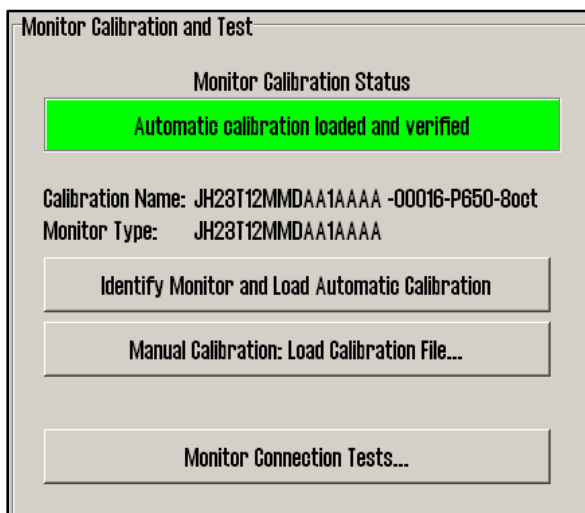 Monitor Calibration and Test
Monitor Calibration Status
Automatic calibration loaded and verified
Calibration Name: JH23T12MMDAA1AAAA -00016-P650-8oct
Monitor Type: JH23T12MMDAA1AAAA
Identify Monitor and Load Automatic Calibration
Manual Calibration: Load Calibration File...
Monitor Connection Tests...